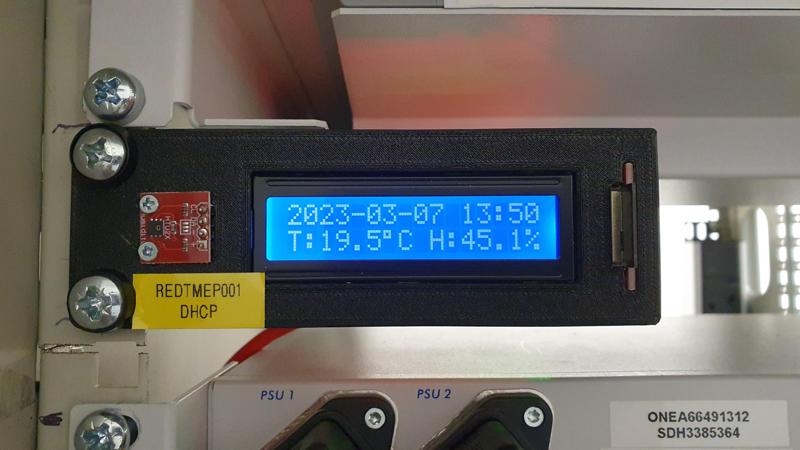 2023-03-07 13:50
T:19.5°C H:45.1%
REDTMEP001
DHCP
PSU 1
PSU 2
ONEA66491312
SDH3385364